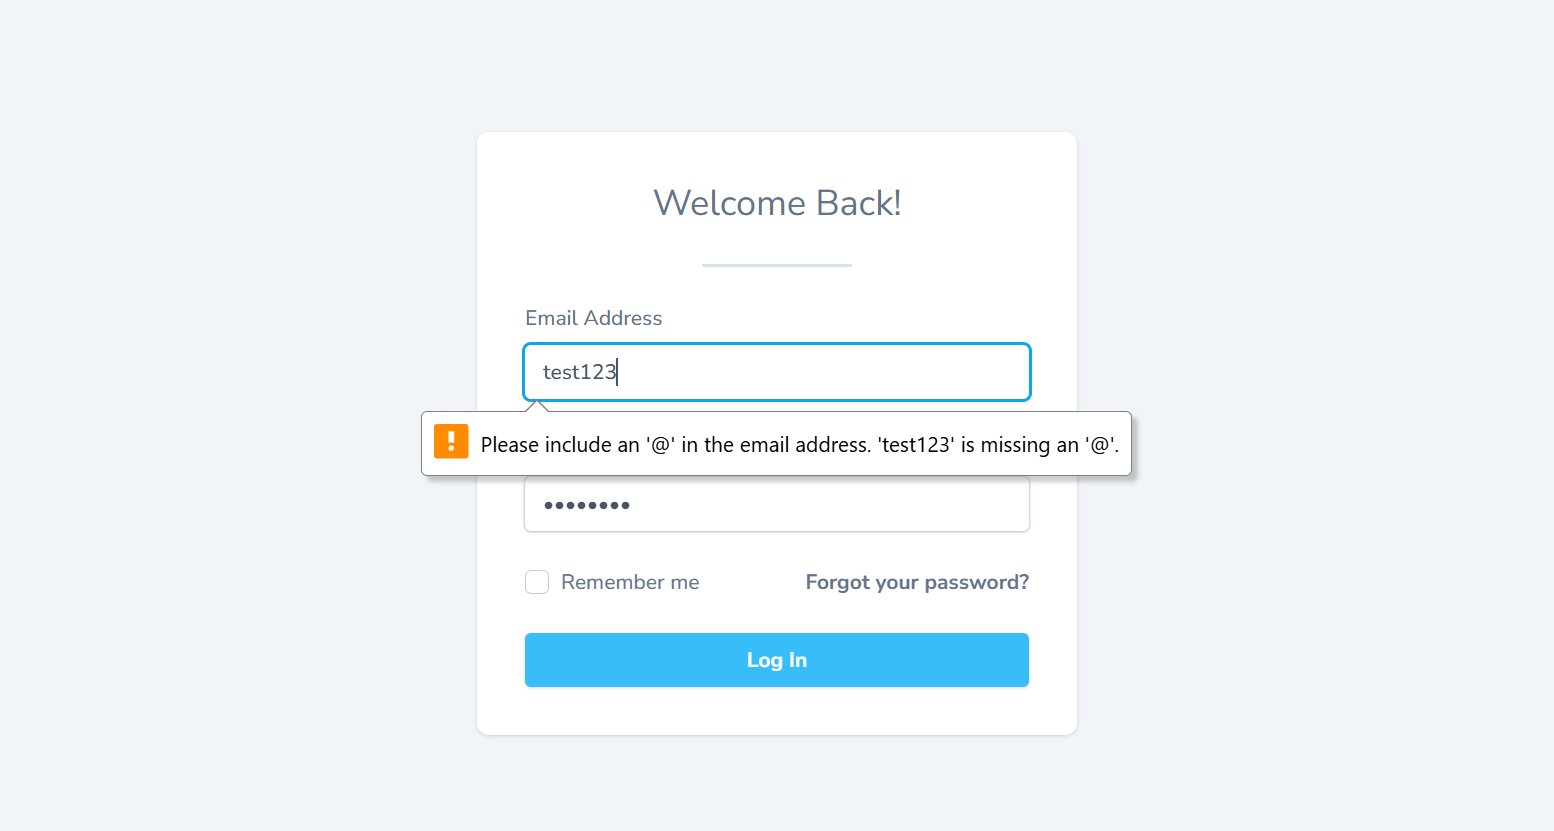 Welcome Back!
Email Address
test123
Please include an '@' in the email address. 'test123' is missing an '@'.
••••••••
Remember me
Forgot your password?
Log In